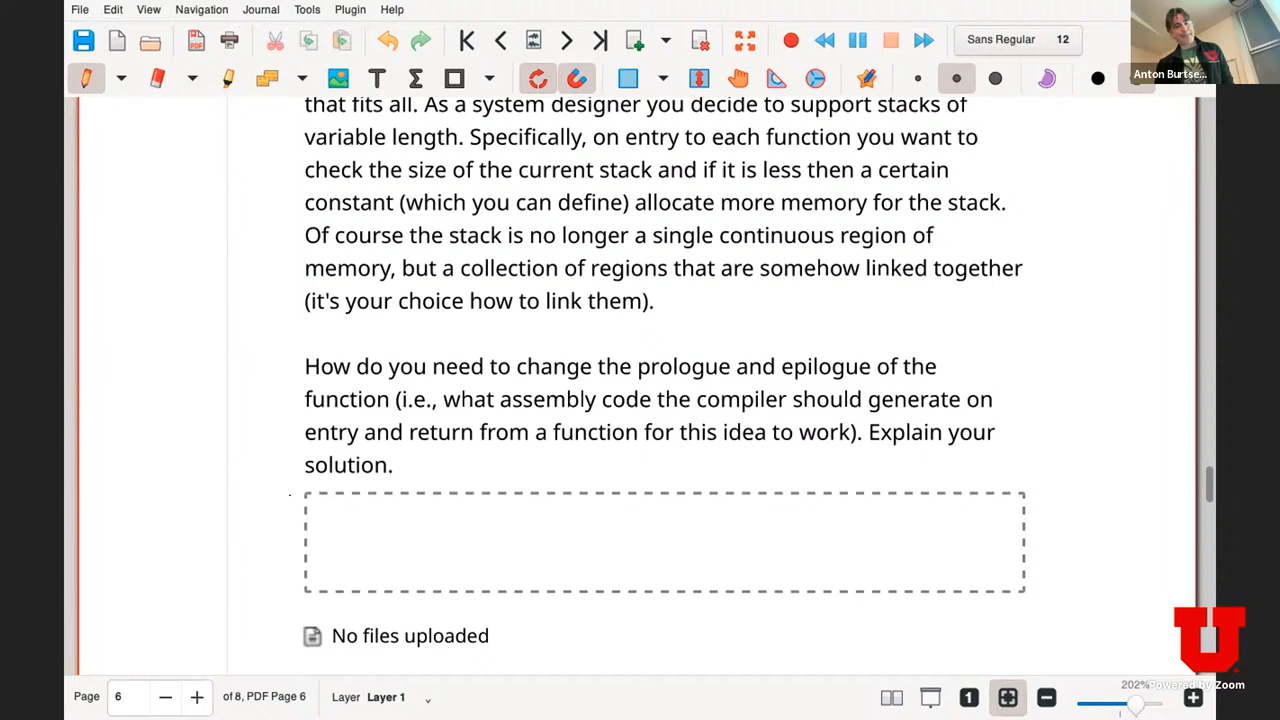 File Edit View Navigation Journal Tools Plugin Help
Sans Regular 12
Anton Burtse...
that fits all. As a system designer you decide to support stacks of
variable length. Specifically, on entry to each function you want to
check the size of the current stack and if it is less then a certain
constant (which you can define) allocate more memory for the stack.
Of course the stack is no longer a single continuous region of
memory, but a collection of regions that are somehow linked together
(it's your choice how to link them).
How do you need to change the prologue and epilogue of the
function (i.e., what assembly code the compiler should generate on
entry and return from a function for this idea to work). Explain your
solution.
No files uploaded
Page 6 of 8, PDF Page 6 Layer Layer 1 1 202%
Powered by Zoom